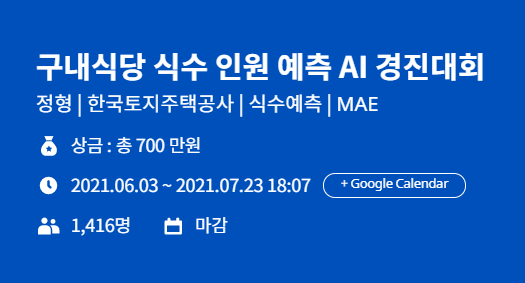 구내식당 식수 인원 예측 AI 경진대회
정형 | 한국토지주택공사 | 식수예측 | MAE
상금 : 총 700 만원
2021.06.03 ~ 2021.07.23 18:07 + Google Calendar
1,416명 마감